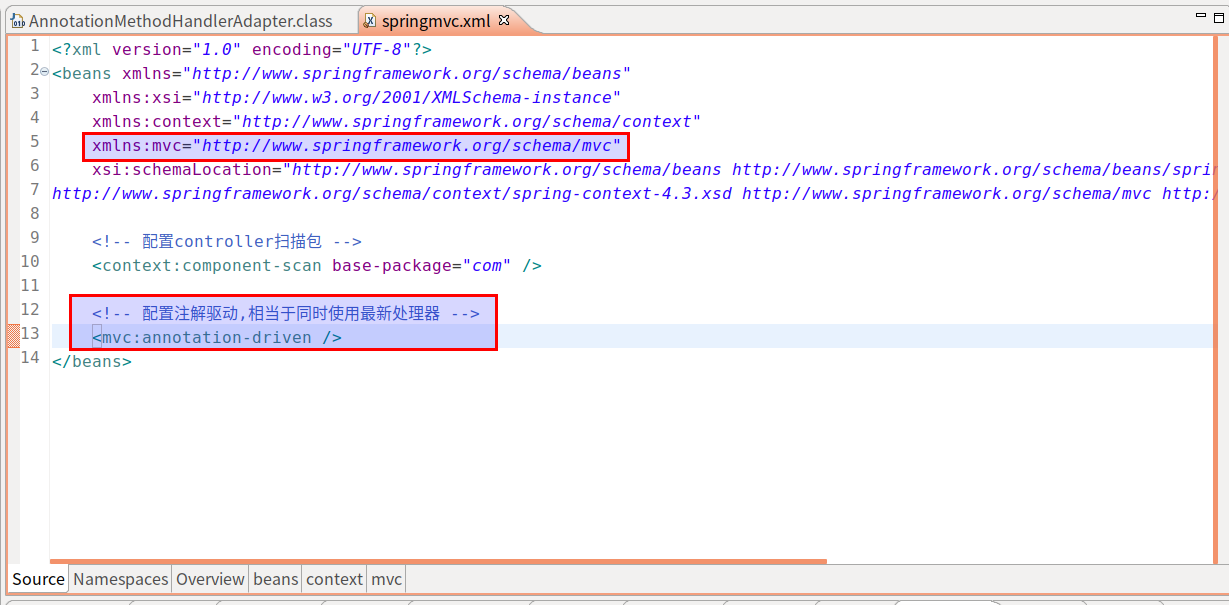 AnnotationMethodHandlerAdapter.class springmvc.xml
1 <?xml version="1.0" encoding="UTF-8"?>
2 <beans xmlns="http://www.springframework.org/schema/beans"
3 xmlns:xsi="http://www.w3.org/2001/XMLSchema-instance"
4 xmlns:context="http://www.springframework.org/schema/context"
5 xmlns:mvc="http://www.springframework.org/schema/mvc"
6 xsi:schemaLocation="http://www.springframework.org/schema/beans http://www.springframework.org/schema/beans/sprin
7 http://www.springframework.org/schema/context/spring-context-4.3.xsd http://www.springframework.org/schema/mvc http:/
8
9 <!-- 配置controller扫描包 -->
10 <context:component-scan base-package="com" />
11
12 <!-- 配置注解驱动,相当于同时使用最新处理器 -->
13 <mvc:annotation-driven />
14 </beans>
Source Namespaces Overview beans context mvc